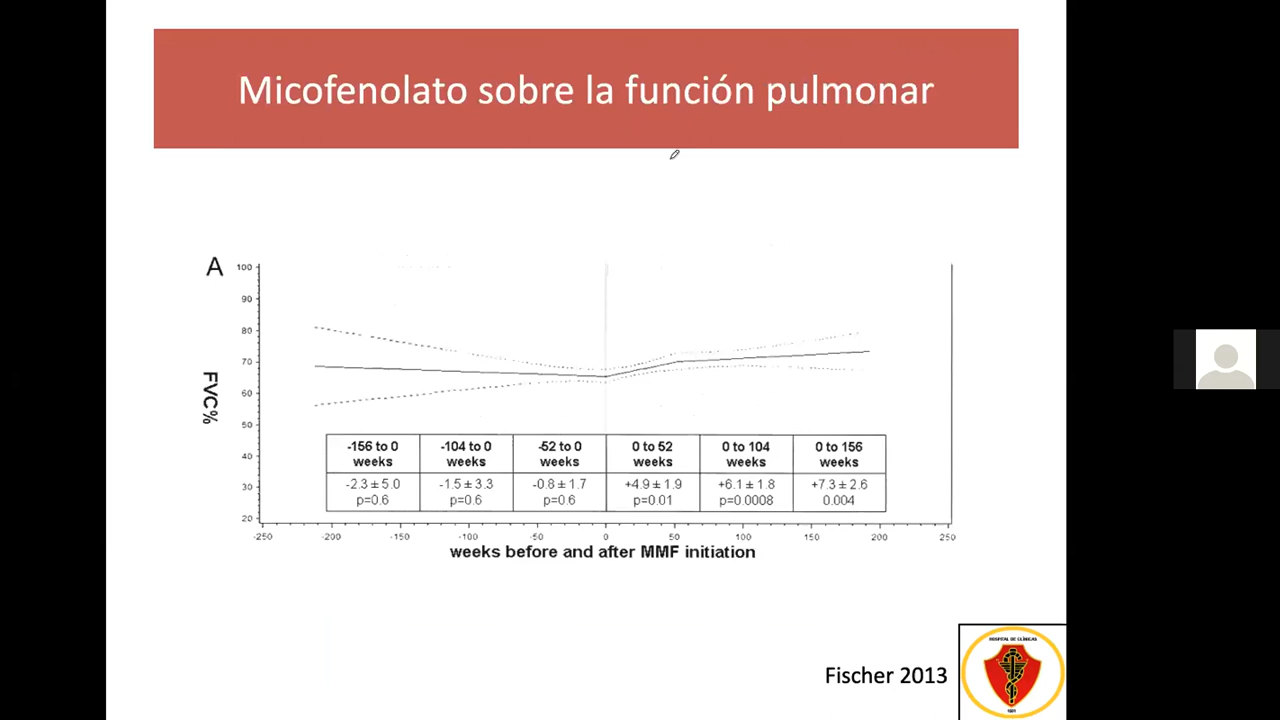 Micofenolato sobre la función pulmonar
A
100
90
80
70
60
50
40
30
20
FVC%
-156 to 0 weeks
-104 to 0 weeks
-52 to 0 weeks
0 to 52 weeks
0 to 104 weeks
0 to 156 weeks
-2.3 ± 5.0 p=0.6
-1.5 ± 3.3 p=0.6
-0.8 ± 1.7 p=0.6
+4.9 ± 1.9 p=0.01
+6.1 ± 1.8 p=0.0008
+7.3 ± 2.6 0.004
-250 -200 -150 -100 -50 0 50 100 150 200 250
weeks before and after MMF initiation
Fischer 2013
HOSPITAL DE CLÍNICAS